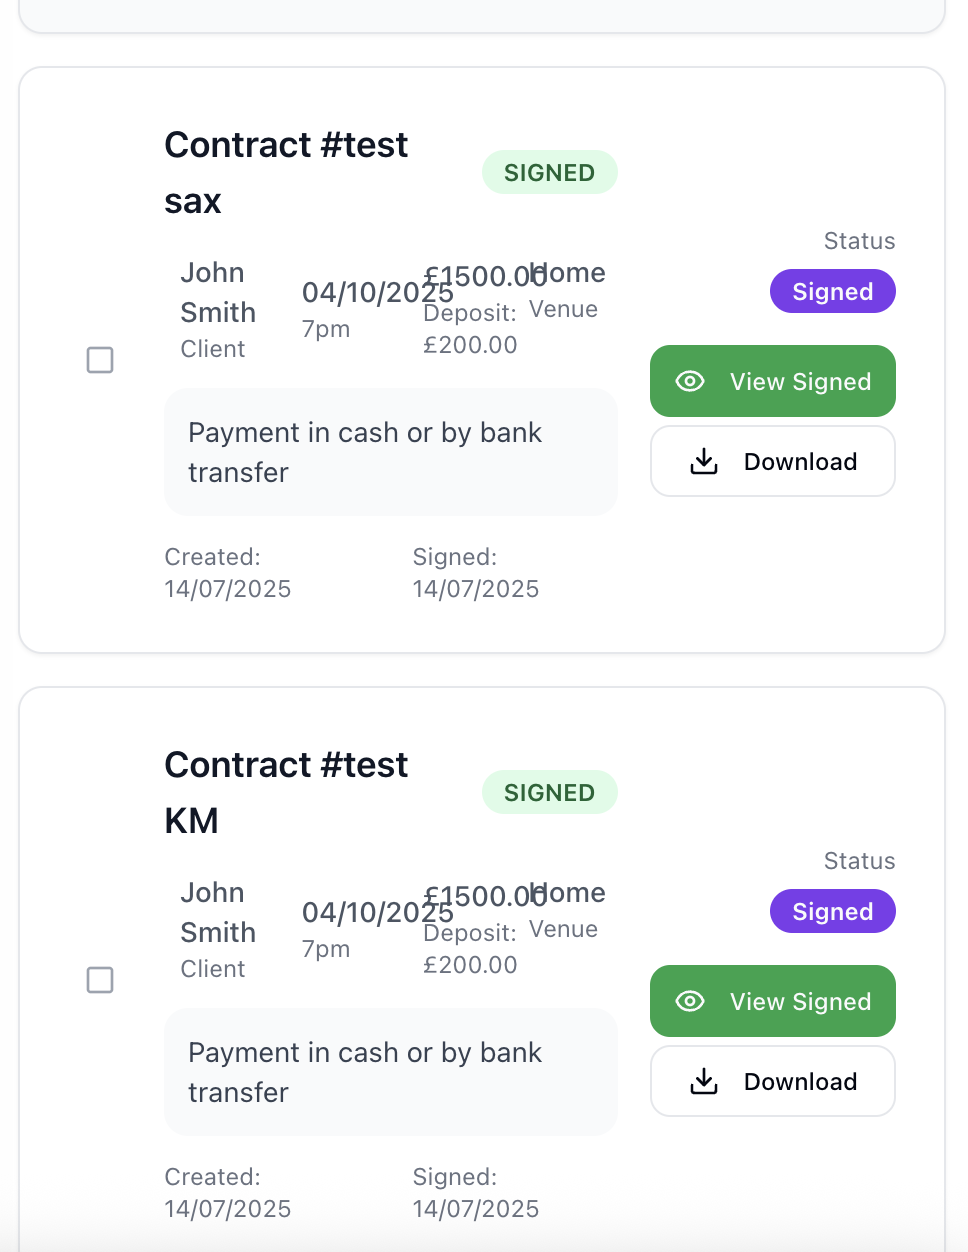 Contract #test
sax
SIGNED
Status
Signed
John
Smith
Client
04/10/2025
7pm
£1500.00
Deposit:
£200.00
Home
Venue
View Signed
Download
Payment in cash or by bank
transfer
Created:
14/07/2025
Signed:
14/07/2025
Contract #test
KM
SIGNED
Status
Signed
John
Smith
Client
04/10/2025
7pm
£1500.00
Deposit:
£200.00
Home
Venue
View Signed
Download
Payment in cash or by bank
transfer
Created:
14/07/2025
Signed:
14/07/2025